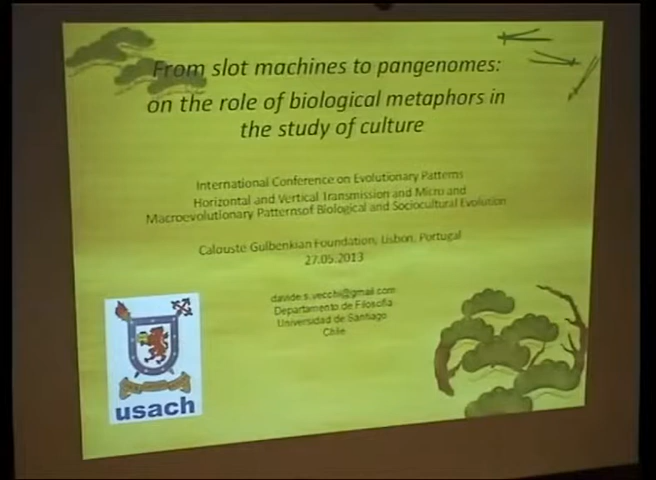 From slot machines to pangenomes:
on the role of biological metaphors in
the study of culture
International Conference on Evolutionary Patterns
Horizontal and Vertical Transmission and Micro and
Macroevolutionary Patternsof Biological and Sociocultural Evolution
Calouste Gulbenkian Foundation, Lisbon, Portugal
27.05.2013
davide.s.vecchi@gmail.com
Departamento de Filosofia
Universidad de Santiago
Chile
usach